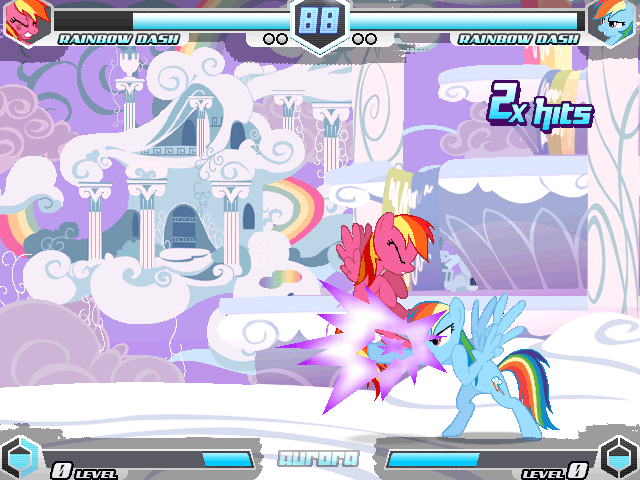 88
RAINBOW DASH
RAINBOW DASH
2x hits
0 LEVEL
aurora
LEVEL 0